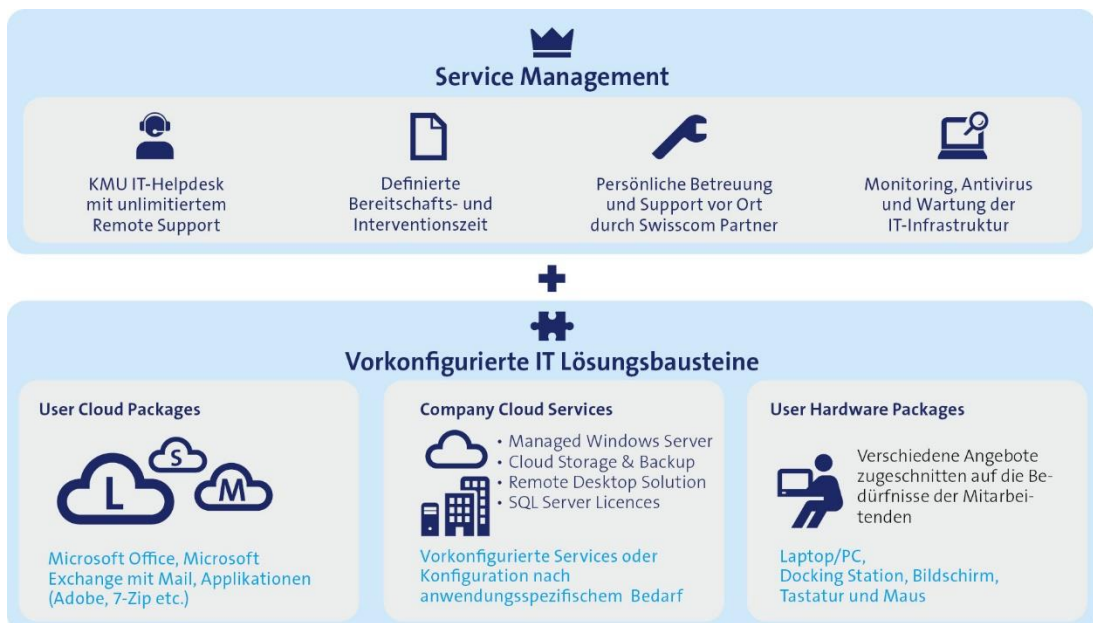 Service Management
KMU IT-Helpdesk
mit unlimitiertem
Remote Support
Definierte
Bereitschafts- und
Interventionszeit
Persönliche Betreuung
und Support vor Ort
durch Swisscom Partner
Monitoring, Antivirus
und Wartung der
IT-Infrastruktur
Vorkonfigurierte IT Lösungsbausteine
User Cloud Packages
L
S
M
Microsoft Office, Microsoft
Exchange mit Mail, Applikationen
(Adobe, 7-Zip etc.)
Company Cloud Services
• Managed Windows Server
• Cloud Storage & Backup
• Remote Desktop Solution
• SQL Server Licences
Vorkonfigurierte Services oder
Konfiguration nach
anwendungsspezifischem Bedarf
User Hardware Packages
Verschiedene Angebote
zugeschnitten auf die Be-
dürfnisse der Mitarbei-
tenden
Laptop/PC,
Docking Station, Bildschirm,
Tastatur und Maus